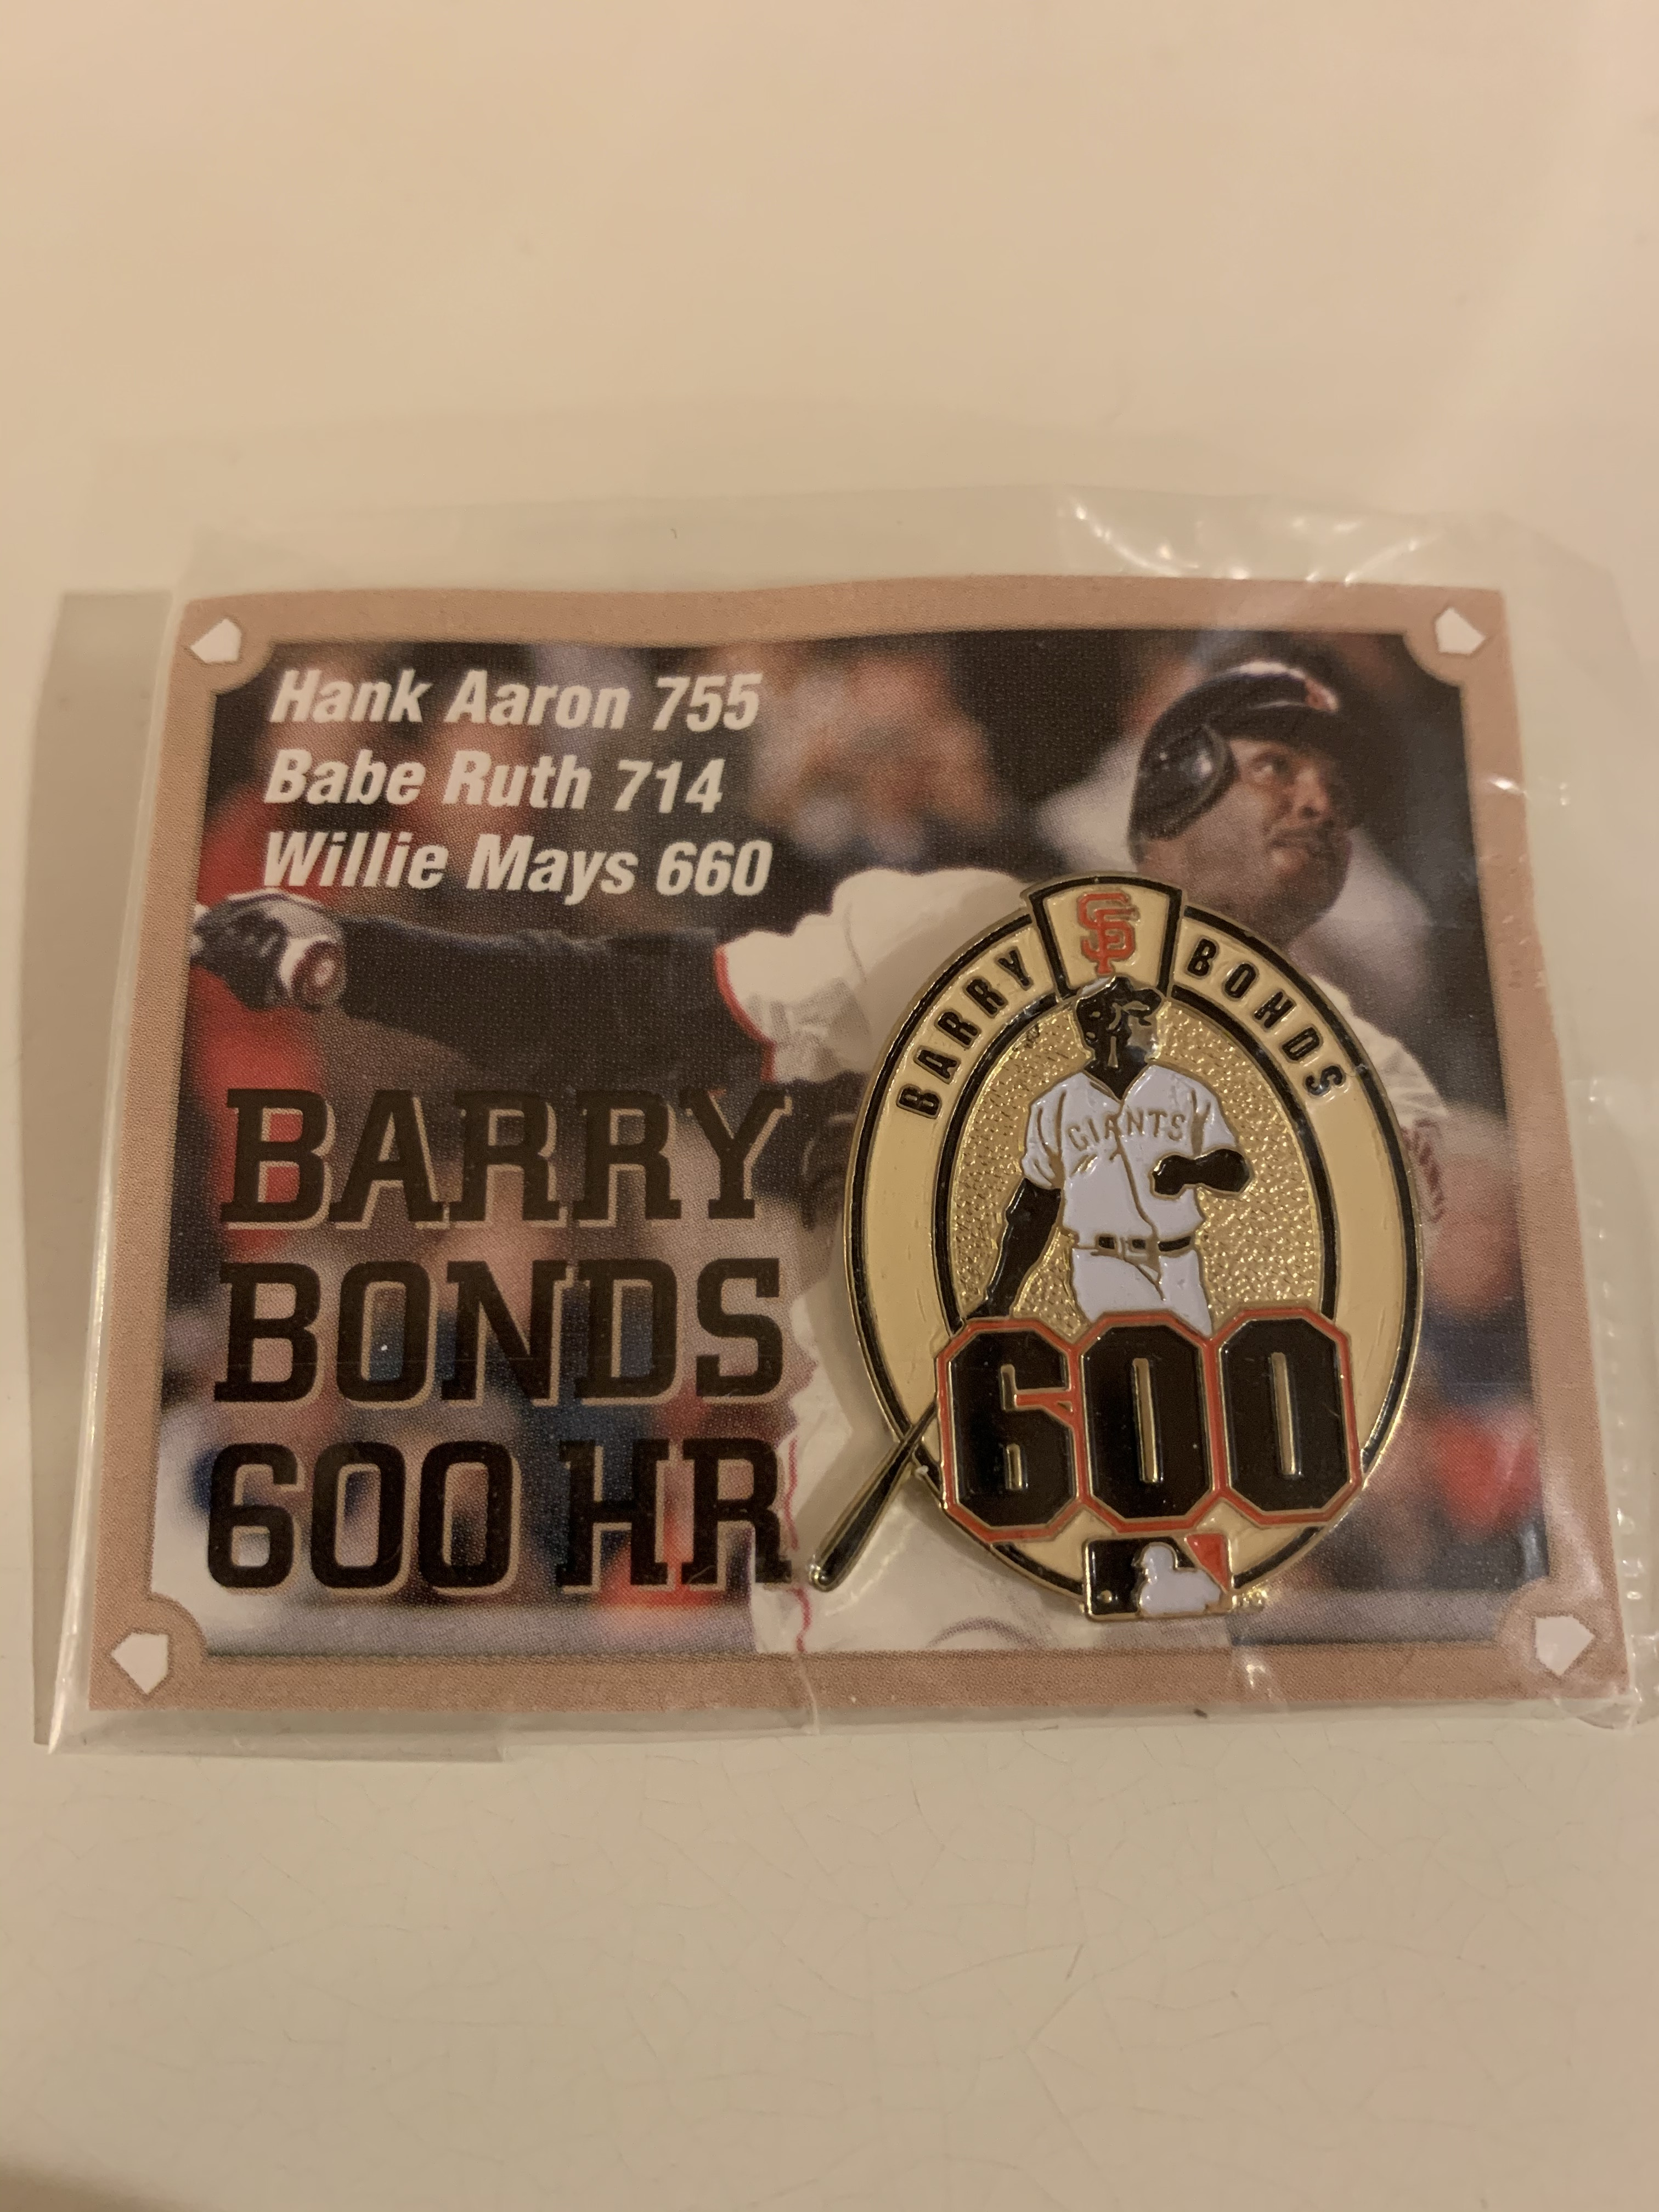 Hank Aaron 755
Babe Ruth 714
Willie Mays 660
BARRY
BONDS
600 HR
SF
BARRY BONDS
GIANTS
600